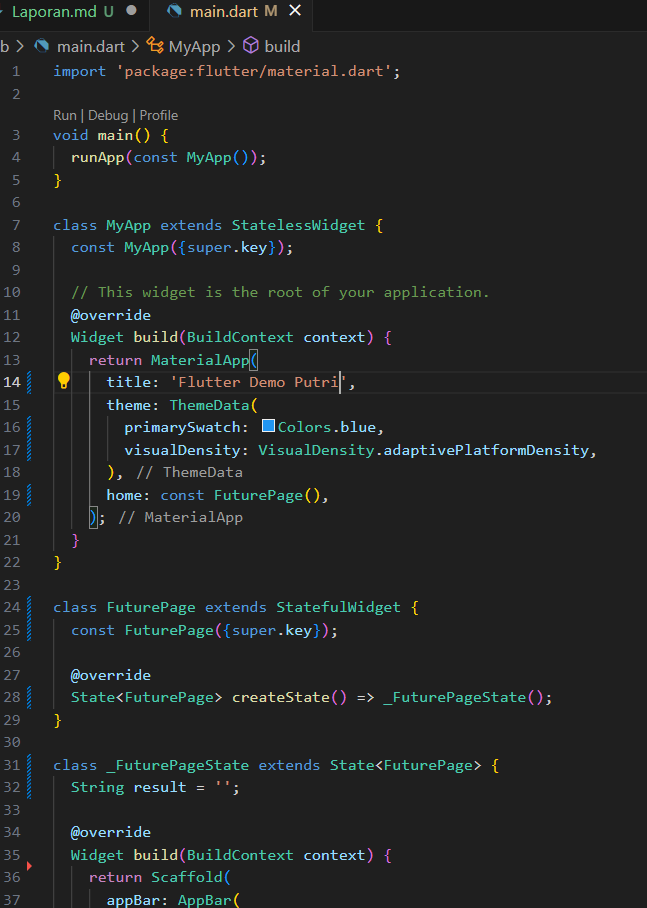 Laporan.md U
main.dart M
b > main.dart > MyApp > build
1 import 'package:flutter/material.dart';
2
Run | Debug | Profile
3 void main() {
4 runApp(const MyApp());
5 }
6
7 class MyApp extends StatelessWidget {
8 const MyApp({super.key});
9
10 // This widget is the root of your application.
11 @override
12 Widget build(BuildContext context) {
13 return MaterialApp(
14 title: 'Flutter Demo Putri',
15 theme: ThemeData(
16 primarySwatch: Colors.blue,
17 visualDensity: VisualDensity.adaptivePlatformDensity,
18 ), // ThemeData
19 home: const FuturePage(),
20 ); // MaterialApp
21 }
22 }
23
24 class FuturePage extends StatefulWidget {
25 const FuturePage({super.key});
26
27 @override
28 State<FuturePage> createState() => _FuturePageState();
29 }
30
31 class _FuturePageState extends State<FuturePage> {
32 String result = '';
33
34 @override
35 Widget build(BuildContext context) {
36 return Scaffold(
37 appBar: AppBar(